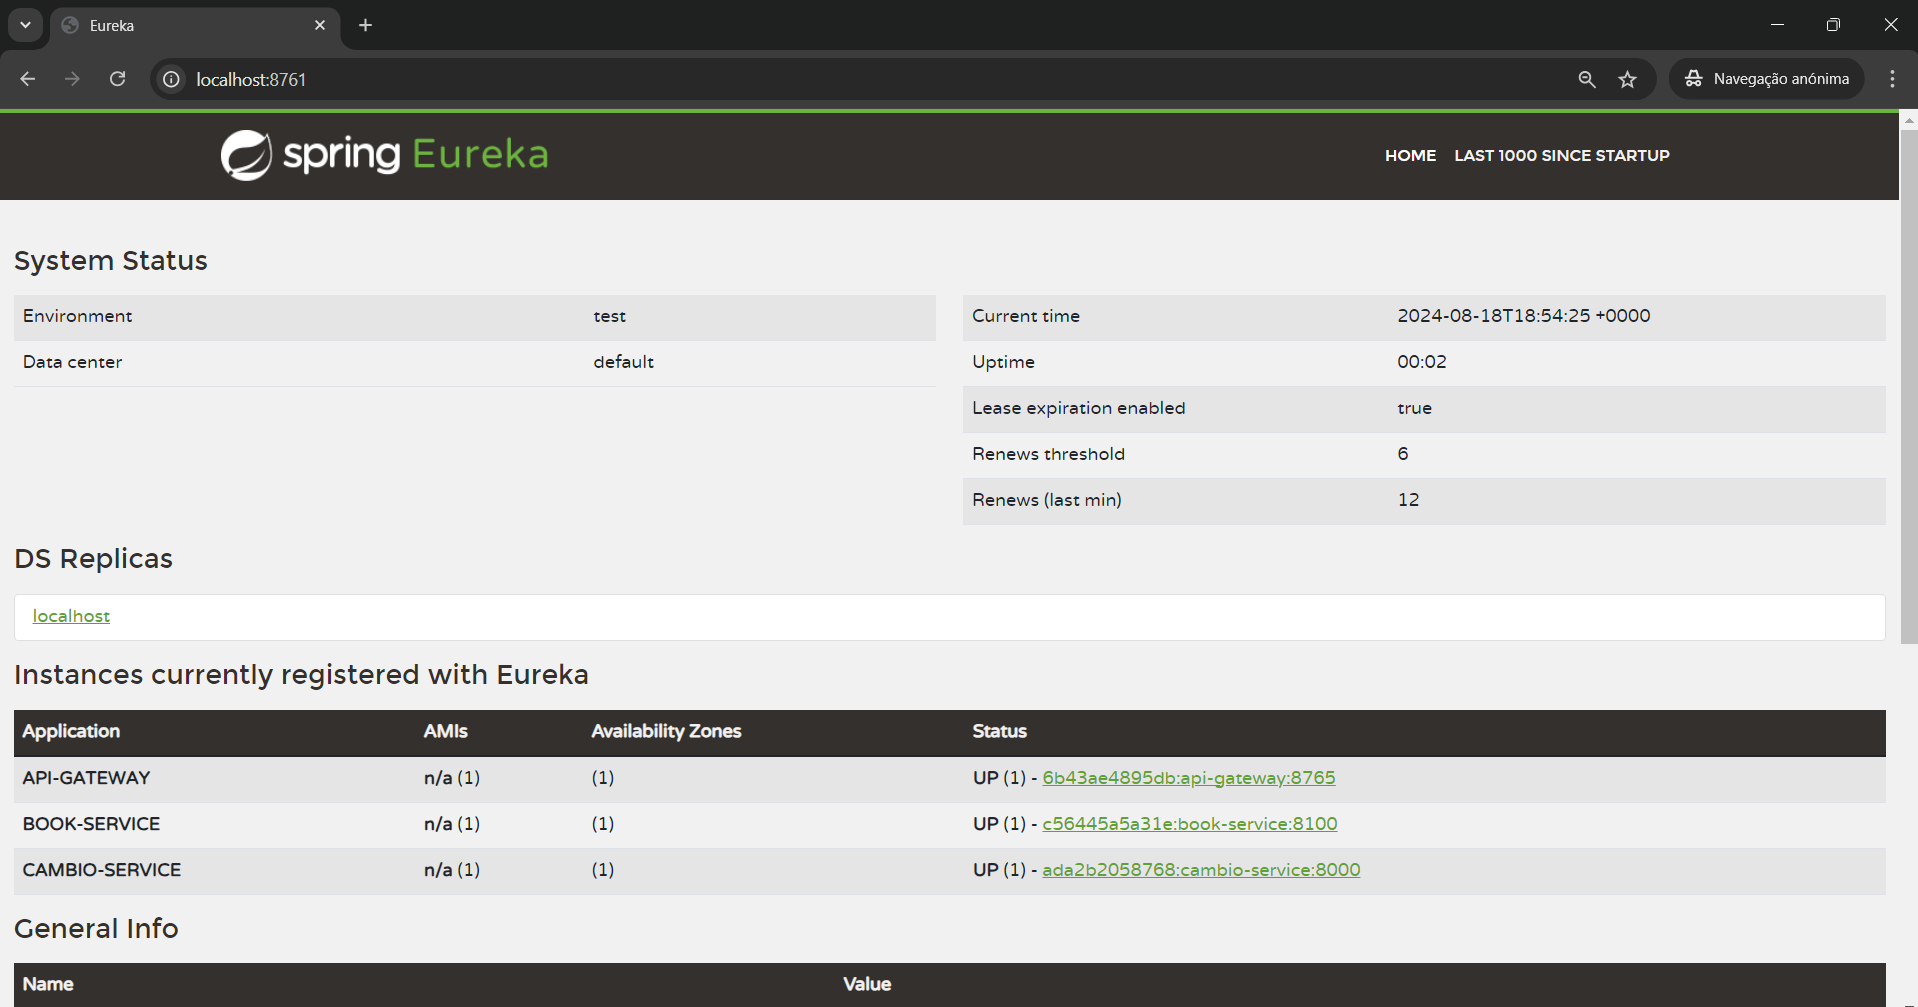 Eureka
localhost:8761
Navegação anónima
spring Eureka
HOME LAST 1000 SINCE STARTUP
System Status
Environment test
Data center default
Current time 2024-08-18T18:54:25 +0000
Uptime 00:02
Lease expiration enabled true
Renews threshold 6
Renews (last min) 12
DS Replicas
localhost
Instances currently registered with Eureka
Application AMIs Availability Zones Status
API-GATEWAY n/a (1) (1) UP (1) - 6b43ae4895db:api-gateway:8765
BOOK-SERVICE n/a (1) (1) UP (1) - c56445a5a31e:book-service:8100
CAMBIO-SERVICE n/a (1) (1) UP (1) - ada2b2058768:cambio-service:8000
General Info
Name Value